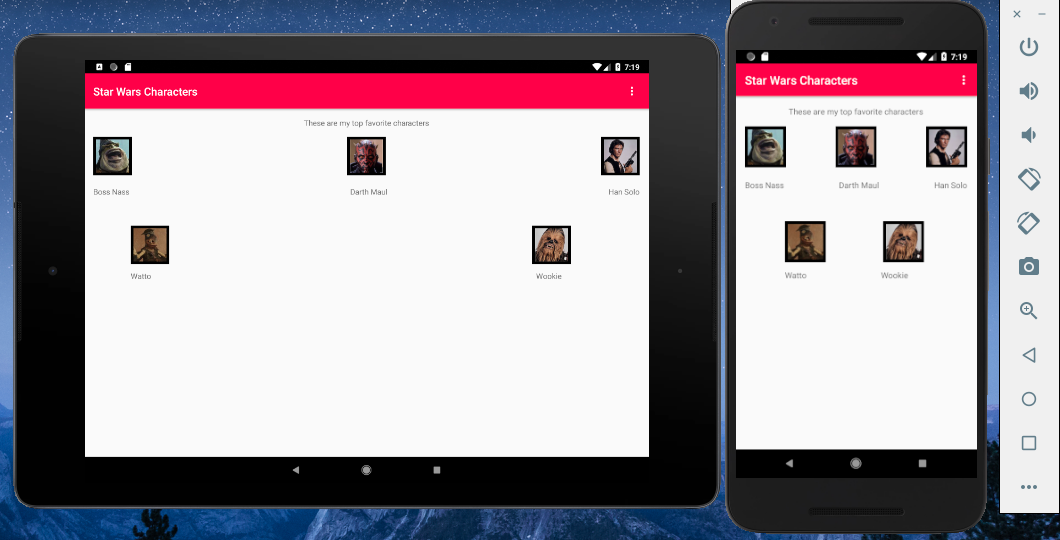 7:19
Star Wars Characters
These are my top favorite characters
Boss Nass Darth Maul Han Solo
Watto Wookie
7:19
Star Wars Characters
These are my top favorite characters
Boss Nass Darth Maul Han Solo
Watto Wookie